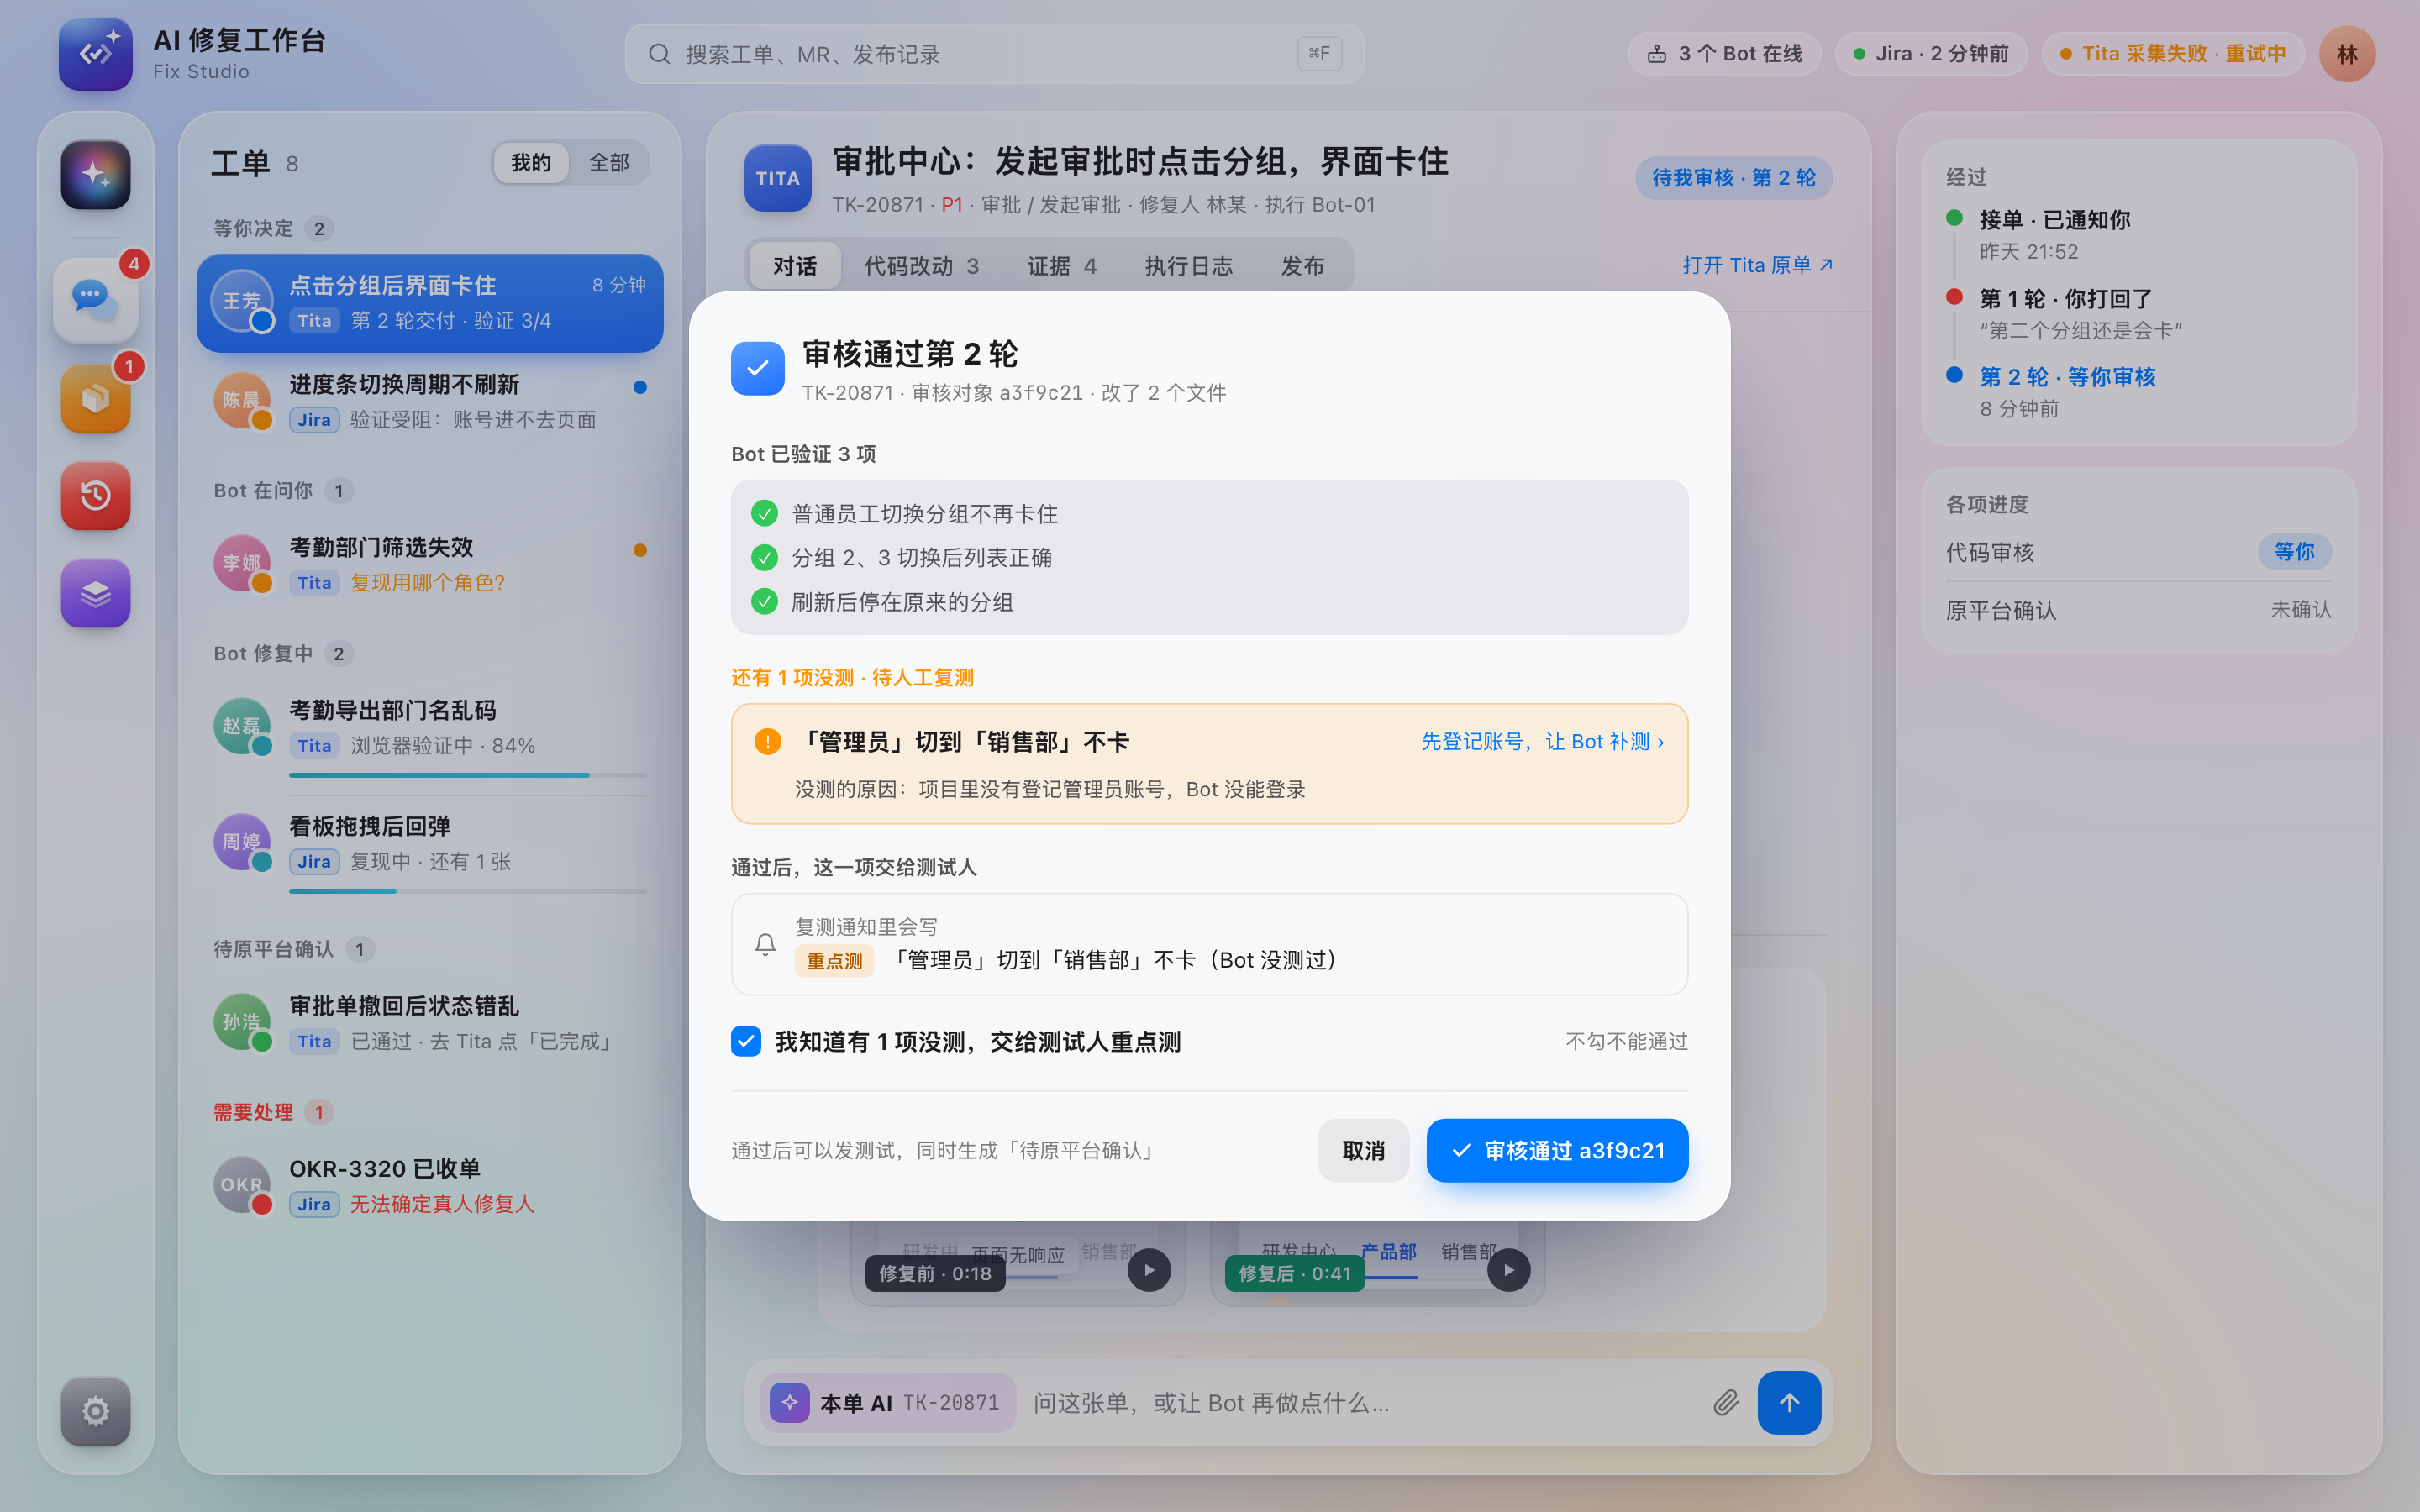 AI 修复工作台
Fix Studio
搜索工单、MR、发布记录
⌘F
3 个 Bot 在线
Jira · 2 分钟前
Tita 采集失败 · 重试中
林
4
1
工单 8
我的 全部
等你决定 2
王芳
点击分组后界面卡住
8 分钟
Tita 第 2 轮交付 · 验证 3/4
陈晨
进度条切换周期不刷新
Jira 验证受阻：账号进不去页面
Bot 在问你 1
李娜
考勤部门筛选失效
Tita 复现用哪个角色?
Bot 修复中 2
赵磊
考勤导出部门名乱码
Tita 浏览器验证中 · 84%
周婷
看板拖拽后回弹
Jira 复现中 · 还有 1 张
待原平台确认 1
孙浩
审批单撤回后状态错乱
Tita 已通过 · 去 Tita 点「已完成」
需要处理 1
OKR
OKR-3320 已收单
Jira 无法确定真人修复人
TITA
审批中心：发起审批时点击分组，界面卡住
TK-20871 · P1 · 审批 / 发起审批 · 修复人 林某 · 执行 Bot-01
待我审核 · 第 2 轮
对话 代码改动 3 证据 4 执行日志 发布
打开 Tita 原单 ↗
审核通过第 2 轮
TK-20871 · 审核对象 a3f9c21 · 改了 2 个文件
Bot 已验证 3 项
普通员工切换分组不再卡住
分组 2、3 切换后列表正确
刷新后停在原来的分组
还有 1 项没测 · 待人工复测
「管理员」切到「销售部」不卡
先登记账号，让 Bot 补测 ›
没测的原因：项目里没有登记管理员账号，Bot 没能登录
通过后，这一项交给测试人
复测通知里会写
重点测 「管理员」切到「销售部」不卡（Bot 没测过）
我知道有 1 项没测，交给测试人重点测
不勾不能通过
通过后可以发测试，同时生成「待原平台确认」
取消
审核通过 a3f9c21
研发中 页面无响应 销售部
修复前 · 0:18
研发中心 产品部 销售部
修复后 · 0:41
本单 AI TK-20871
问这张单，或让 Bot 再做点什么...
经过
接单 · 已通知你
昨天 21:52
第 1 轮 · 你打回了
“第二个分组还是会卡”
第 2 轮 · 等你审核
8 分钟前
各项进度
代码审核 等你
原平台确认 未确认